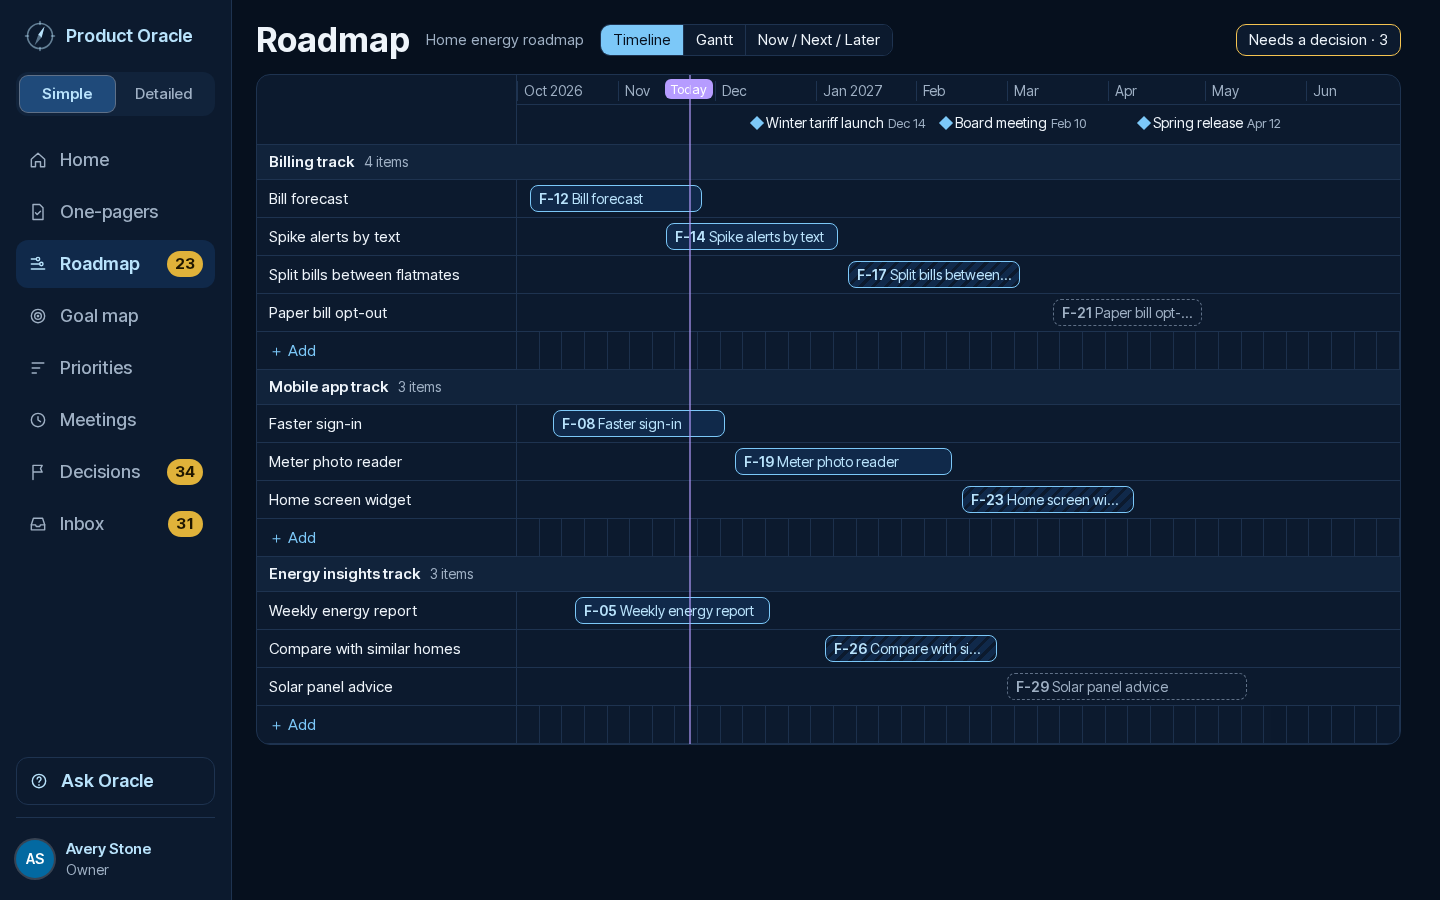 Product Oracle
Simple
Detailed
Home
One-pagers
Roadmap 23
Goal map
Priorities
Meetings
Decisions 34
Inbox 31
Ask Oracle
AS
Avery Stone
Owner
Roadmap
Home energy roadmap
Timeline
Gantt
Now / Next / Later
Needs a decision · 3
Oct 2026 Nov Today Dec Jan 2027 Feb Mar Apr May Jun
Winter tariff launch Dec 14 Board meeting Feb 10 Spring release Apr 12
Billing track 4 items
Bill forecast F-12 Bill forecast
Spike alerts by text F-14 Spike alerts by text
Split bills between flatmates F-17 Split bills between…
Paper bill opt-out F-21 Paper bill opt-…
+ Add
Mobile app track 3 items
Faster sign-in F-08 Faster sign-in
Meter photo reader F-19 Meter photo reader
Home screen widget F-23 Home screen wi…
+ Add
Energy insights track 3 items
Weekly energy report F-05 Weekly energy report
Compare with similar homes F-26 Compare with si…
Solar panel advice F-29 Solar panel advice
+ Add